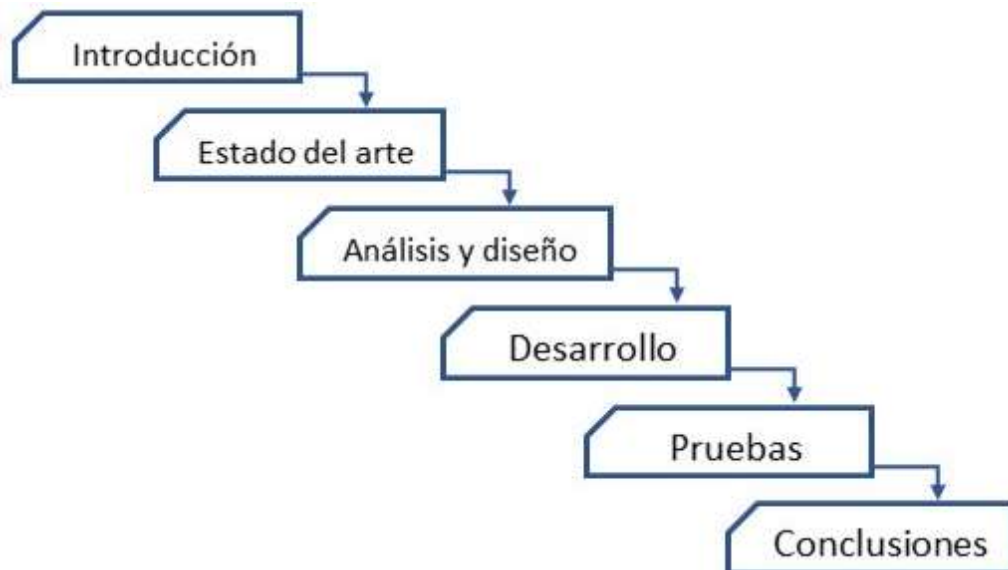 Introducción
Estado del arte
Análisis y diseño
Desarrollo
Pruebas
Conclusiones